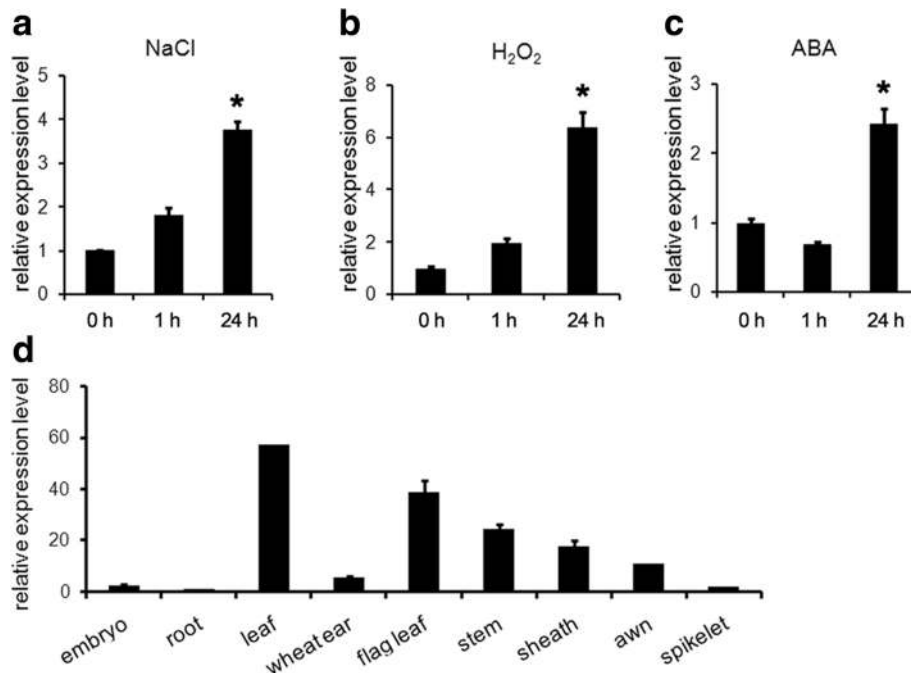 a
NaCl
relative expression level
5
4
3
2
1
0
*
0 h 1 h 24 h
b
H₂O₂
relative expression level
8
6
4
2
0
*
0 h 1 h 24 h
c
ABA
relative expression level
3
2
1
0
*
0 h 1 h 24 h
d
relative expression level
80
60
40
20
0
embryo
root
leaf
wheat ear
flag leaf
stem
sheath
awn
spikelet